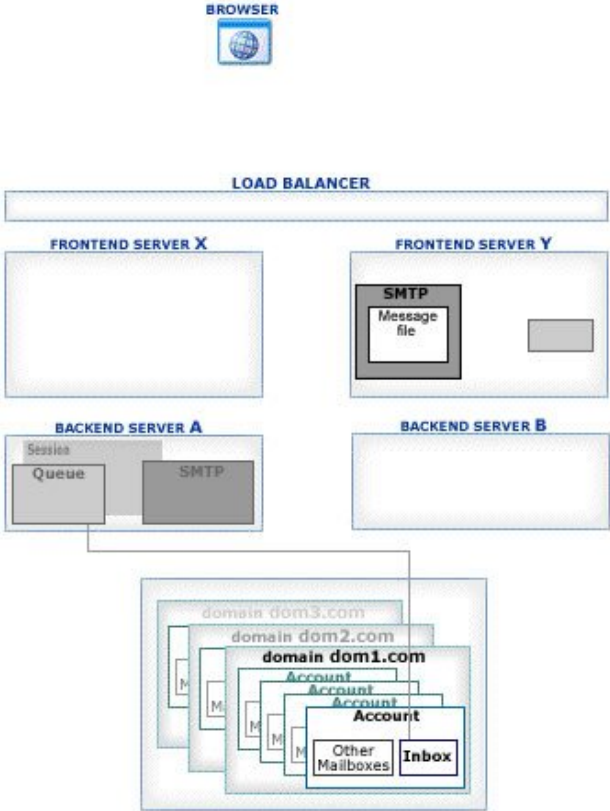 BROWSER
LOAD BALANCER
FRONTEND SERVER X
FRONTEND SERVER Y
SMTP
Message
file
BACKEND SERVER A
BACKEND SERVER B
Session
Queue
SMTP
domain dom3.com
domain dom2.com
domain dom1.com
Account
Account
Account
Account
M
M
M
M
M
Other
Mailboxes
Inbox